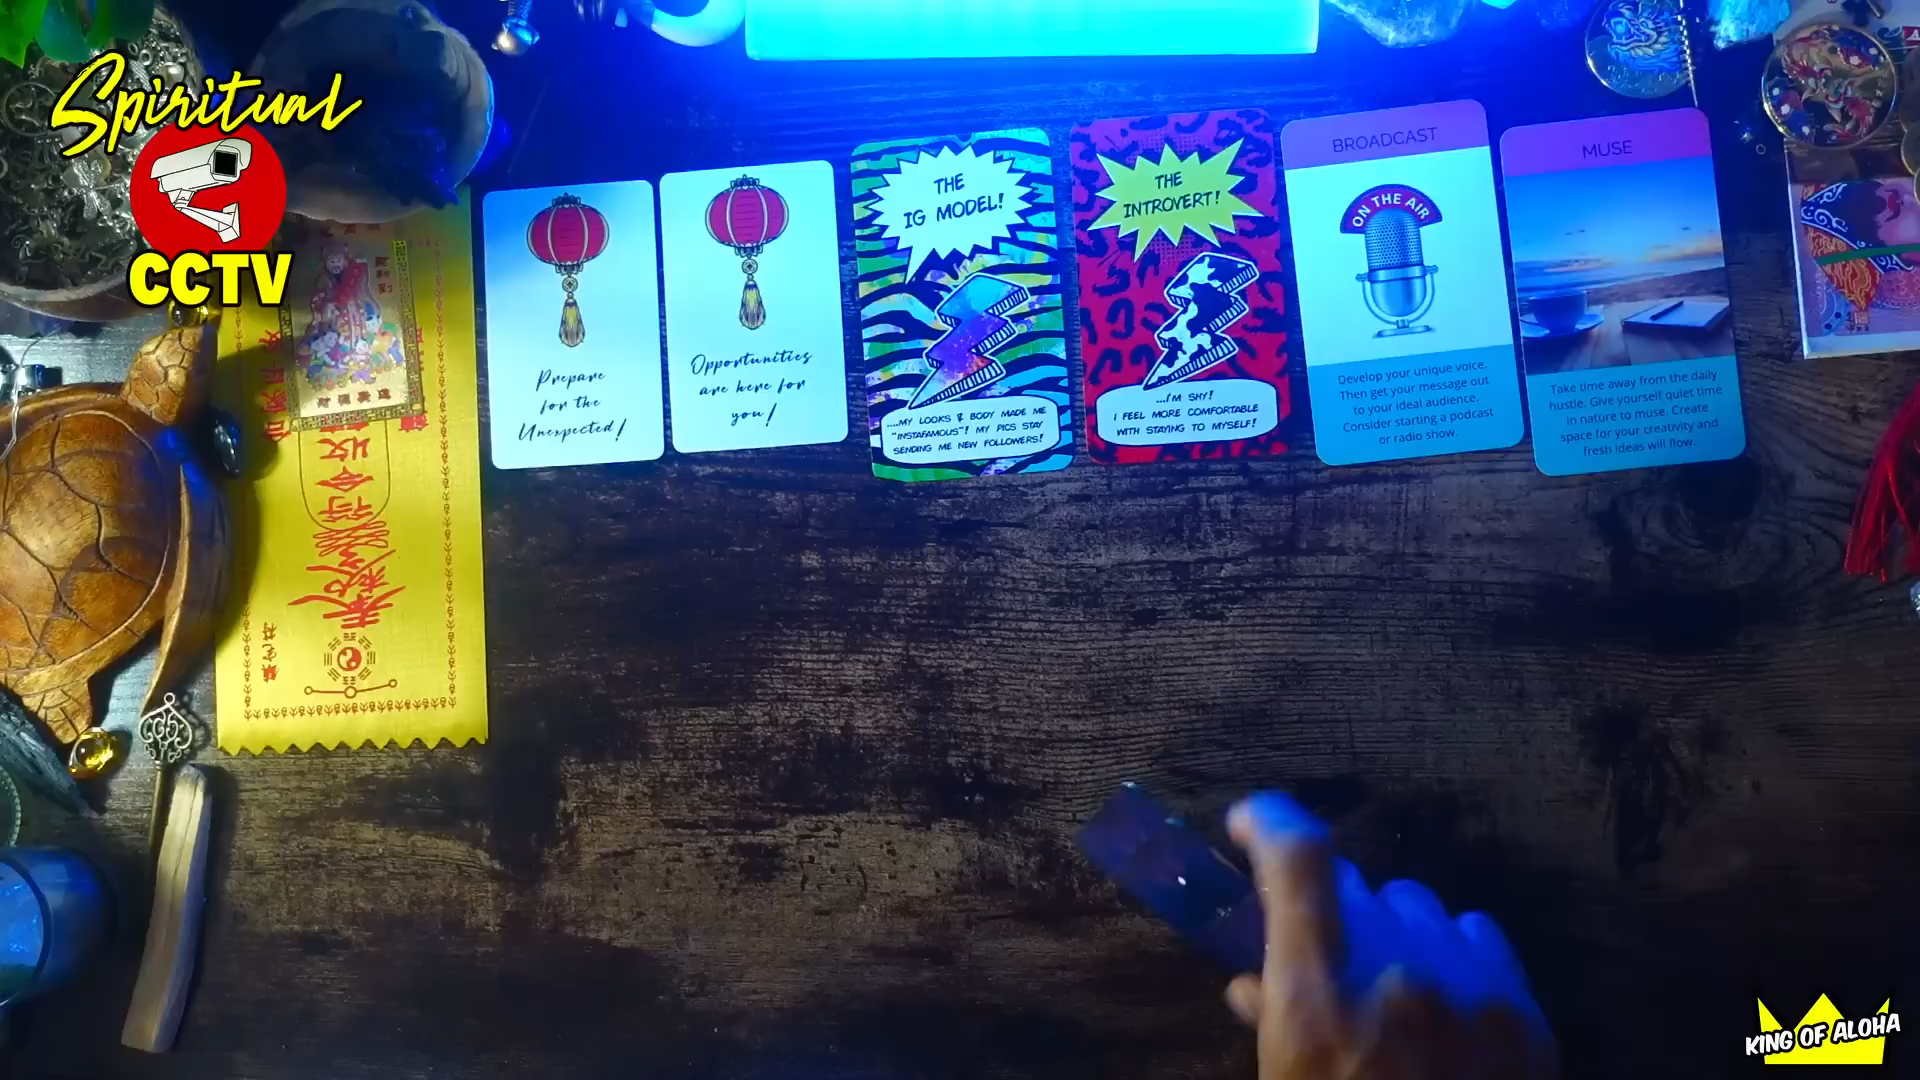 Spiritual
CCTV
Prepare
for the
Unexpected!
Opportunities
are here for
you!
THE
IG MODEL!
....MY LOOKS & BODY MADE ME
"INSTAFAMOUS"! MY PICS STAY
SENDING ME NEW FOLLOWERS!
THE
INTROVERT!
...I'M SHY!
I FEEL MORE COMFORTABLE
WITH STAYING TO MYSELF!
BROADCAST
ON THE AIR
Develop your unique voice.
Then get your message out
to your ideal audience.
Consider starting a podcast
or radio show.
MUSE
Take time away from the daily
hustle. Give yourself quiet time
in nature to muse. Create
space for your creativity and
fresh ideas will flow.
KING OF ALOHA